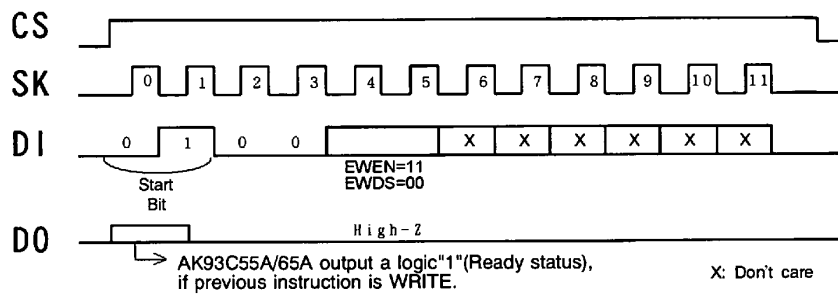 CS
SK 0 1 2 3 4 5 6 7 8 9 10 11
DI 0 1 0 0 X X X X X X
EWEN=11
EWDS=00
Start
Bit
DO High-Z
AK93C55A/65A output a logic"1"(Ready status),
if previous instruction is WRITE.
X: Don't care